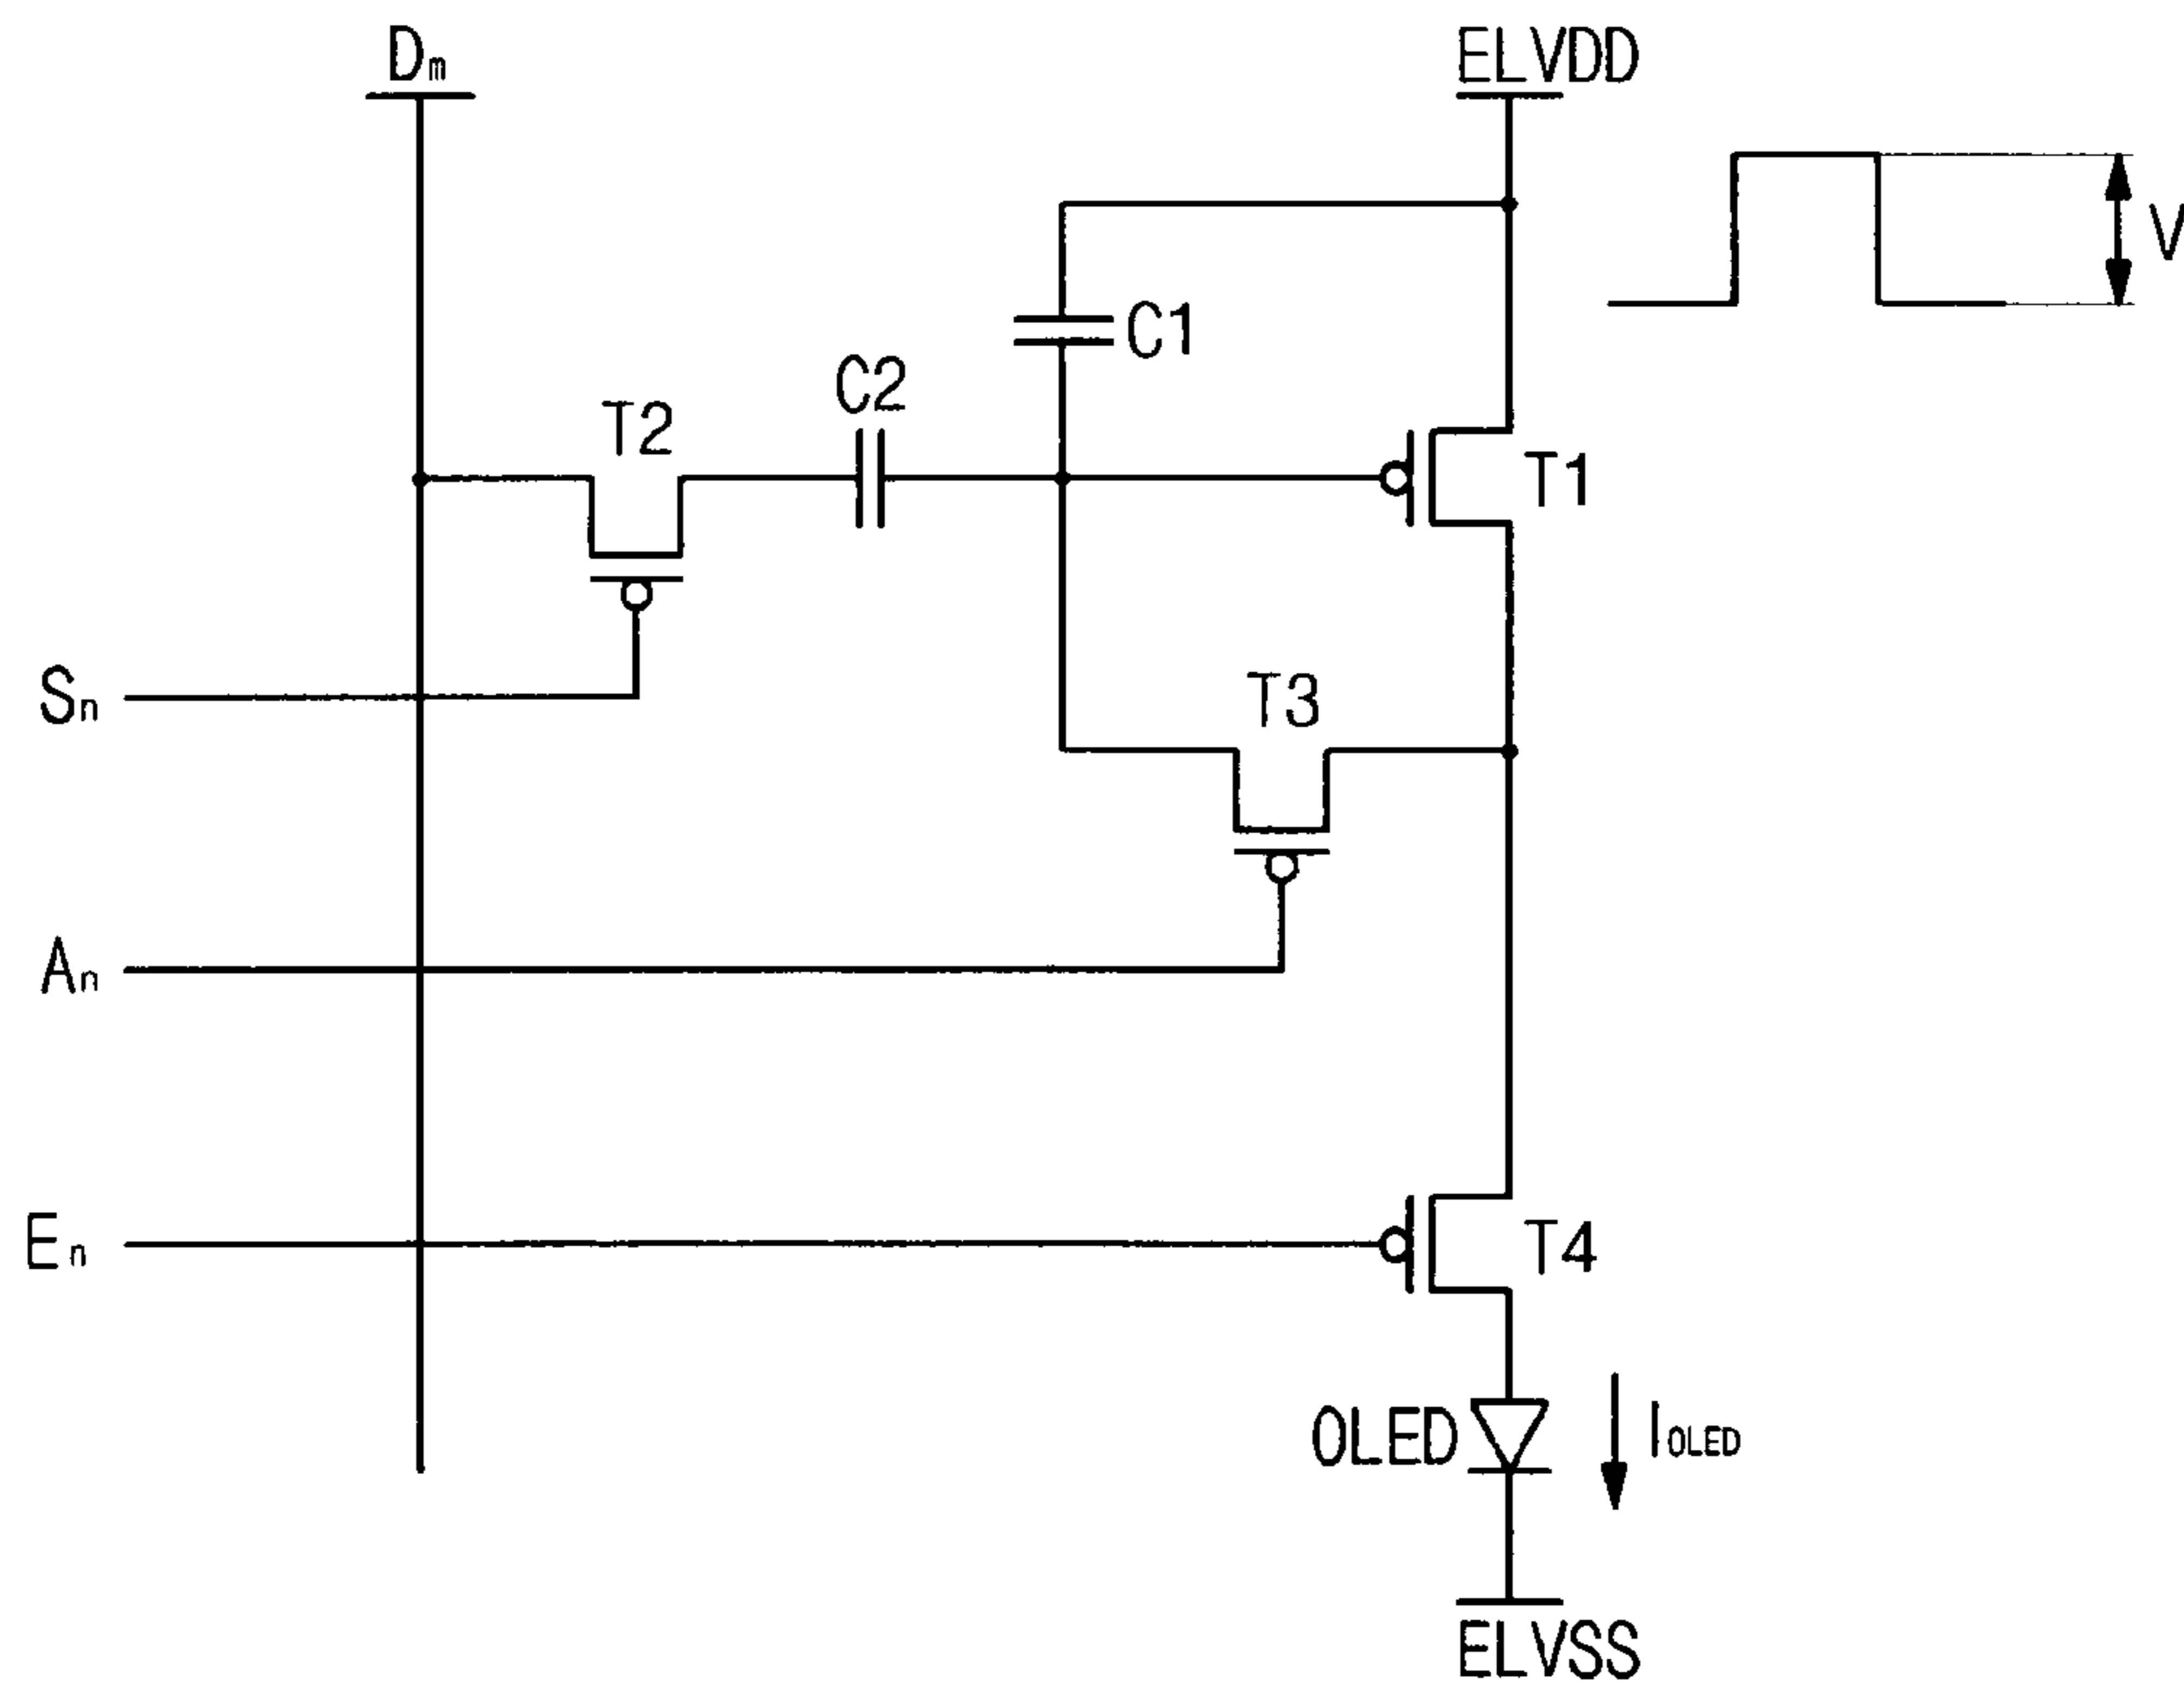 Dm
ELVDD
V
C1
C2
T2
T1
Sn
T3
An
En
T4
OLED
IOLED
ELVSS